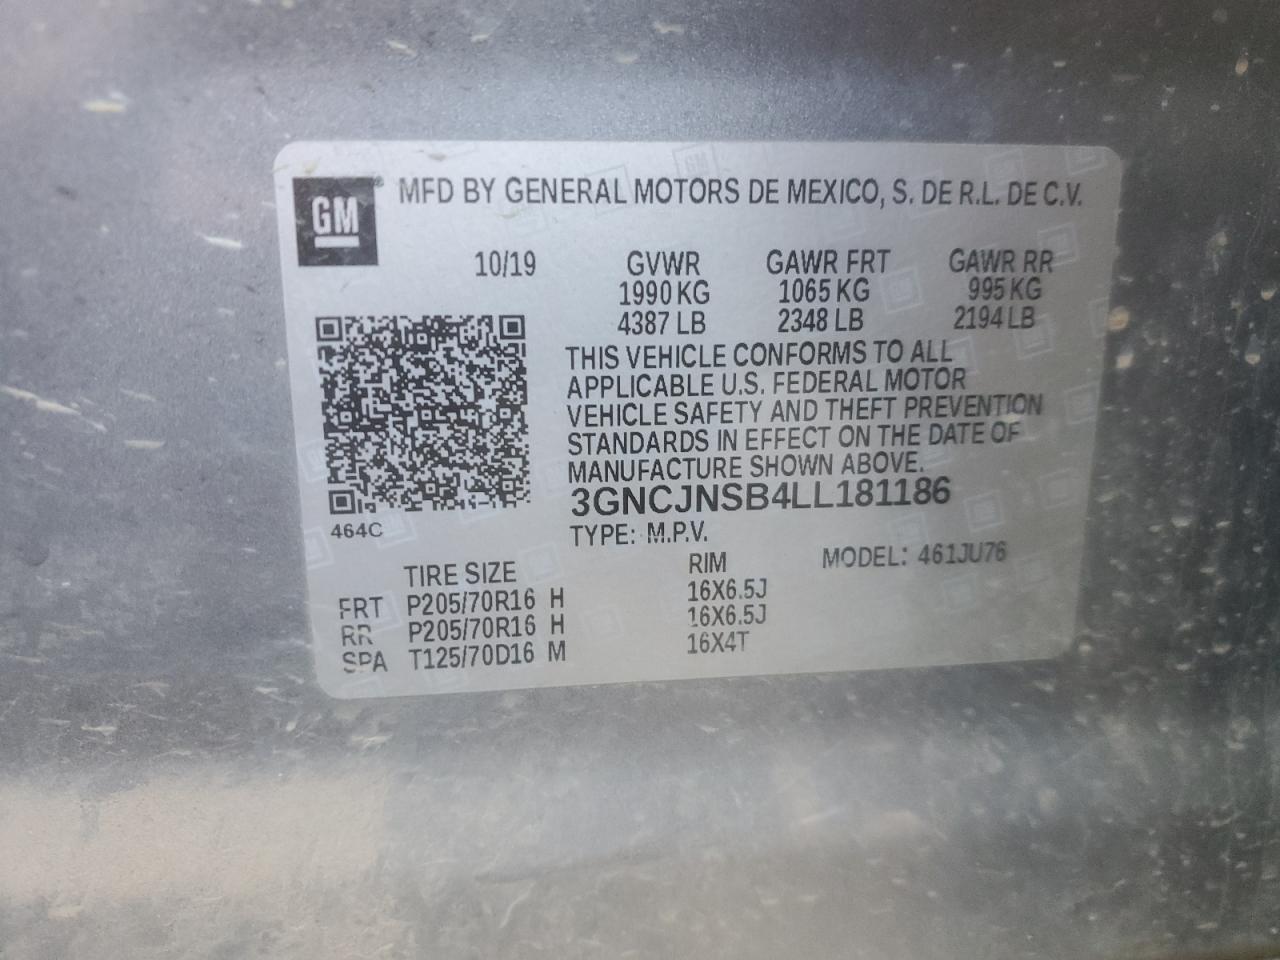 GM
MFD BY GENERAL MOTORS DE MEXICO, S. DE R.L. DE C.V.
10/19 GVWR GAWR FRT GAWR RR
1990 KG 1065 KG 995 KG
4387 LB 2348 LB 2194 LB
THIS VEHICLE CONFORMS TO ALL
APPLICABLE U.S. FEDERAL MOTOR
VEHICLE SAFETY AND THEFT PREVENTION
STANDARDS IN EFFECT ON THE DATE OF
MANUFACTURE SHOWN ABOVE.
3GNCJNSB4LL181186
464C
TYPE: M.P.V.
TIRE SIZE RIM MODEL: 461JU76
FRT P205/70R16 H 16X6.5J
RR P205/70R16 H 16X6.5J
SPA T125/70D16 M 16X4T